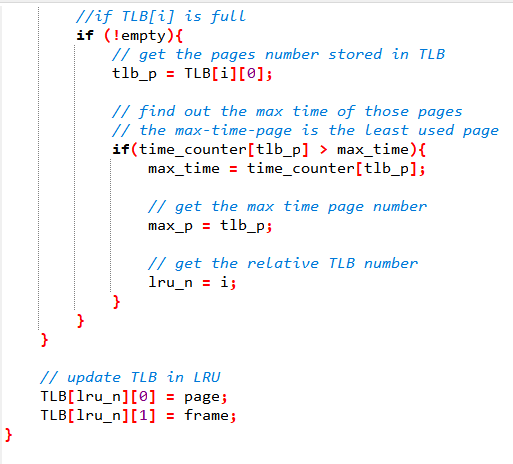 //if TLB[i] is full
if (!empty){
// get the pages number stored in TLB
tlb_p = TLB[i][0];
// find out the max time of those pages
// the max-time-page is the least used page
if(time_counter[tlb_p] > max_time){
max_time = time_counter[tlb_p];
// get the max time page number
max_p = tlb_p;
// get the relative TLB number
lru_n = i;
}
}
}
// update TLB in LRU
TLB[lru_n][0] = page;
TLB[lru_n][1] = frame;
}